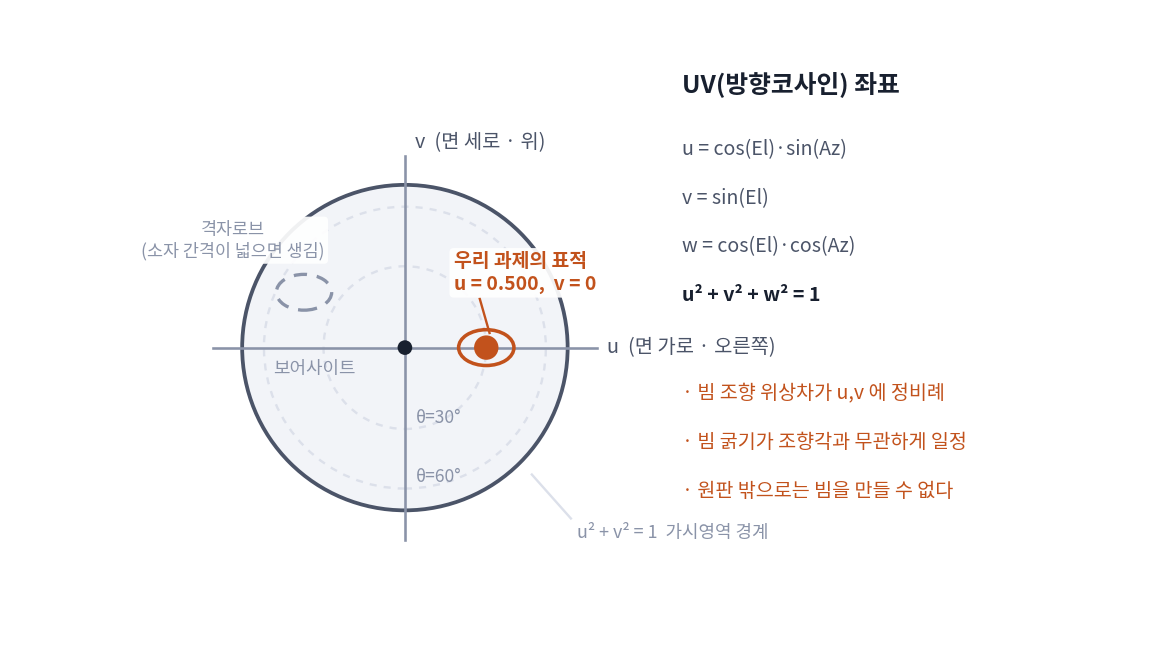 UV(방향코사인) 좌표
v (면 세로 · 위)
u = cos(El)·sin(Az)
v = sin(El)
격자로브
(소자 간격이 넓으면 생김)
w = cos(El)·cos(Az)
우리 과제의 표적
u = 0.500, v = 0
u² + v² + w² = 1
u (면 가로 · 오른쪽)
보어사이트
· 빔 조향 위상차가 u,v 에 정비례
θ=30°
· 빔 굵기가 조향각과 무관하게 일정
θ=60°
· 원판 밖으로는 빔을 만들 수 없다
u² + v² = 1 가시영역 경계